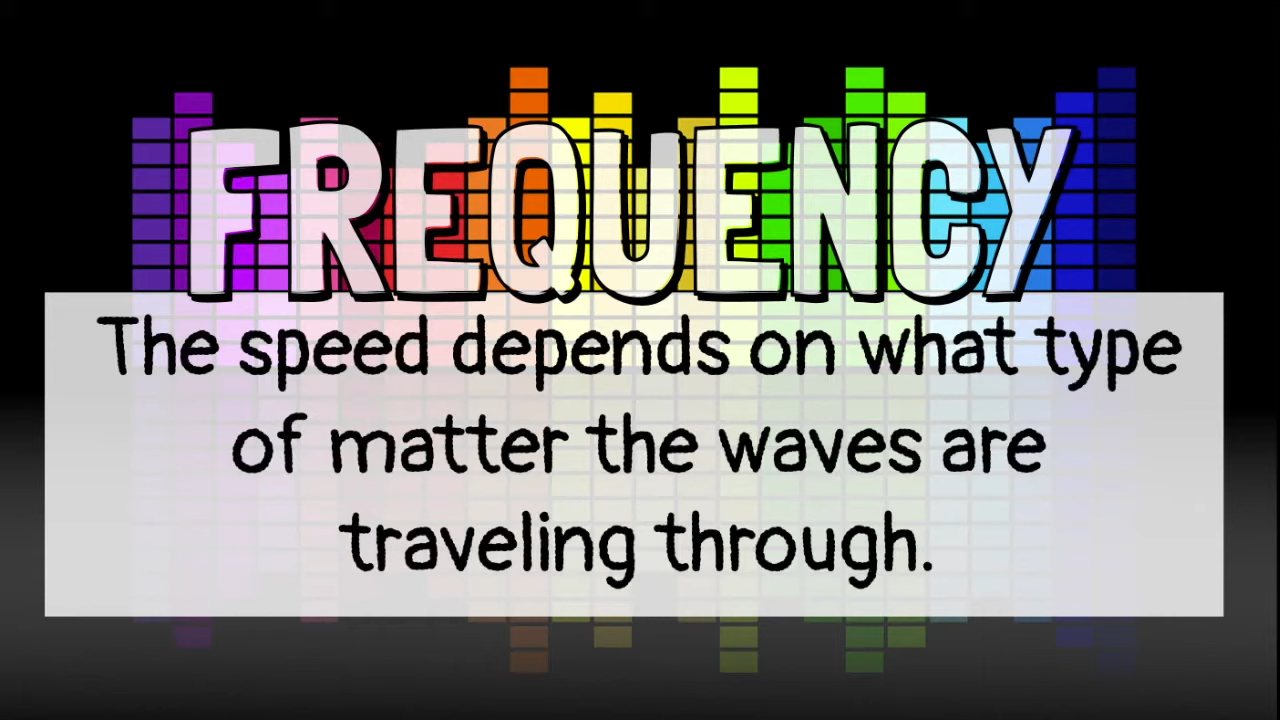 FREQUENCY
The speed depends on what type
of matter the waves are
traveling through.